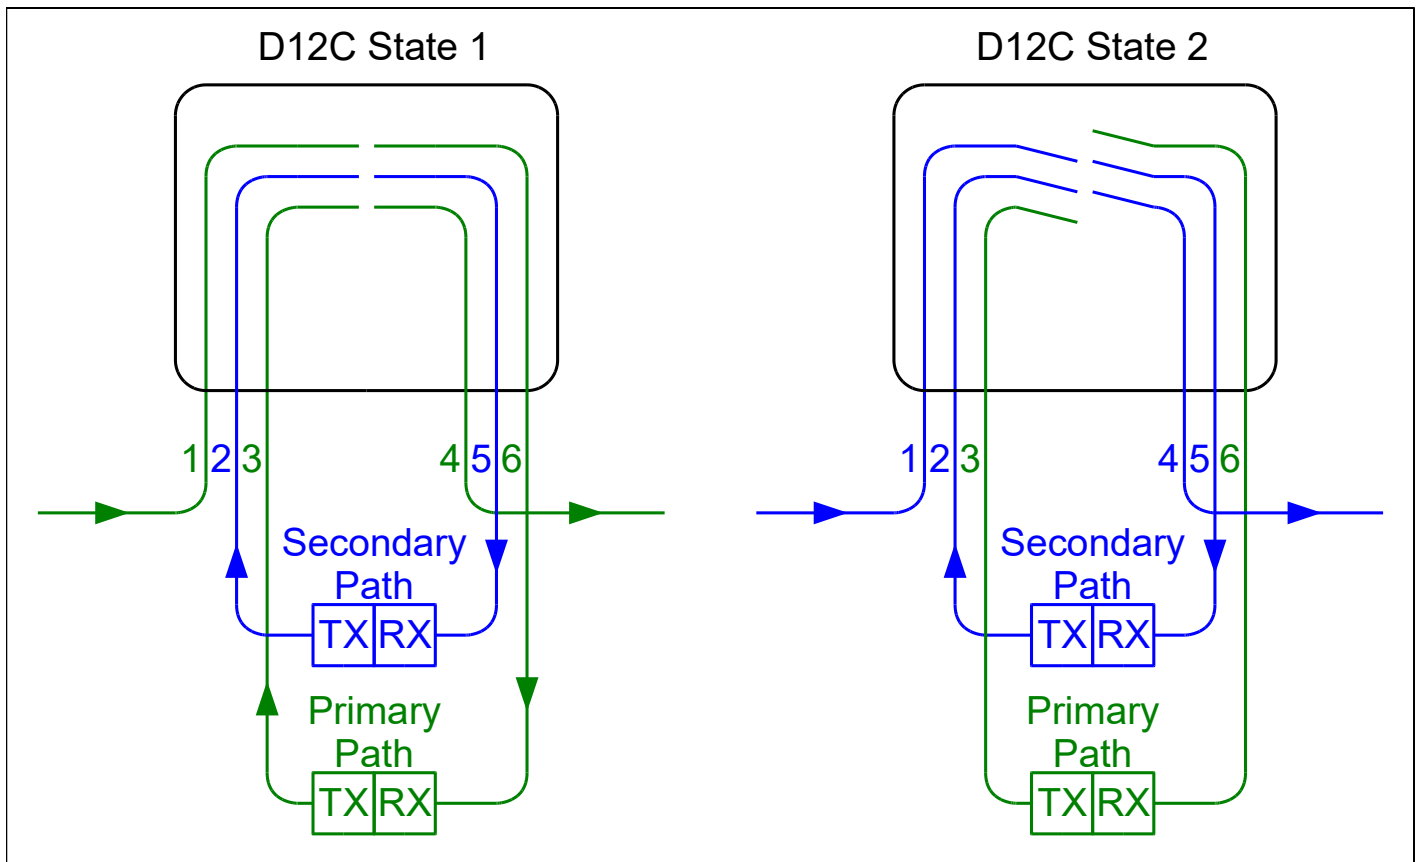 D12C State 1
1 2 3 4 5 6
Secondary
Path
TX RX
Primary
Path
TX RX
D12C State 2
1 2 3 4 5 6
Secondary
Path
TX RX
Primary
Path
TX RX